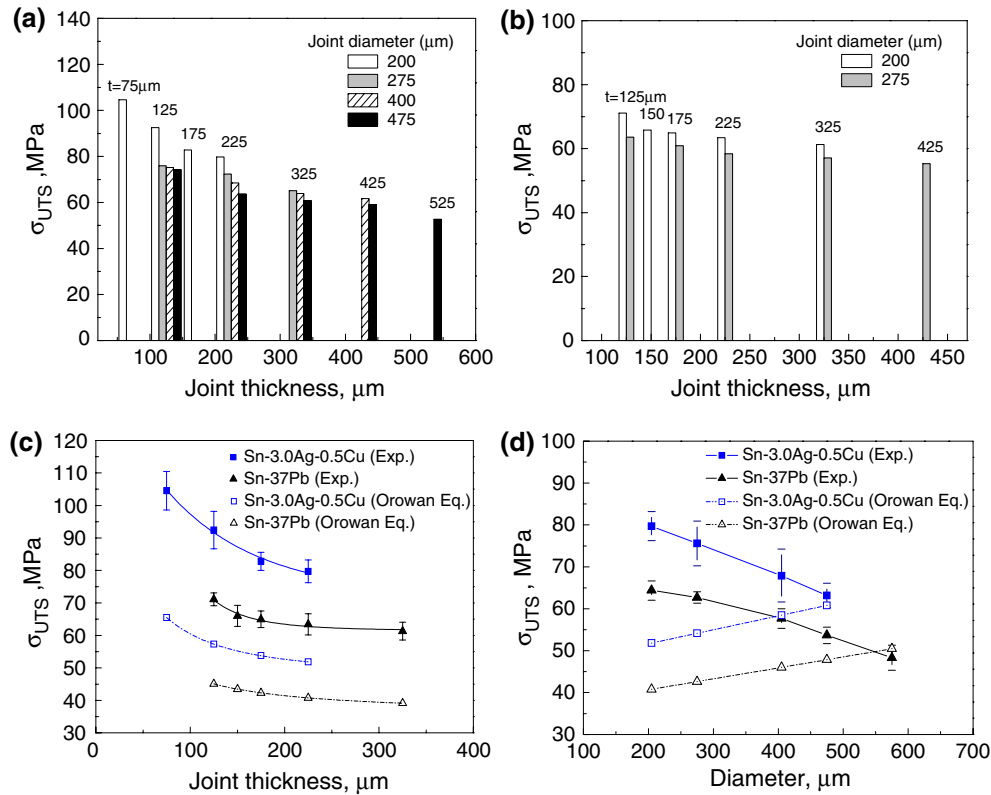 (a)
140
120
100
80
60
40
20
0
σUTS ,MPa
Joint diameter (μm)
200
275
400
475
t=75μm
125
175
225
325
425
525
100 200 300 400 500 600
Joint thickness, μm
(b)
100
80
60
40
20
0
σUTS ,MPa
Joint diameter (μm)
200
275
t=125μm
150
175
225
325
425
100 150 200 250 300 350 400 450
Joint thickness, μm
(c)
120
110
100
90
80
70
60
50
40
30
σUTS ,MPa
Sn-3.0Ag-0.5Cu (Exp.)
Sn-37Pb (Exp.)
Sn-3.0Ag-0.5Cu (Orowan Eq.)
Sn-37Pb (Orowan Eq.)
0 100 200 300 400
Joint thickness, μm
(d)
100
90
80
70
60
50
40
30
σUTS , MPa
Sn-3.0Ag-0.5Cu (Exp.)
Sn-37Pb (Exp.)
Sn-3.0Ag-0.5Cu (Orowan Eq.)
Sn-37Pb (Orowan Eq.)
100 200 300 400 500 600 700
Diameter, μm